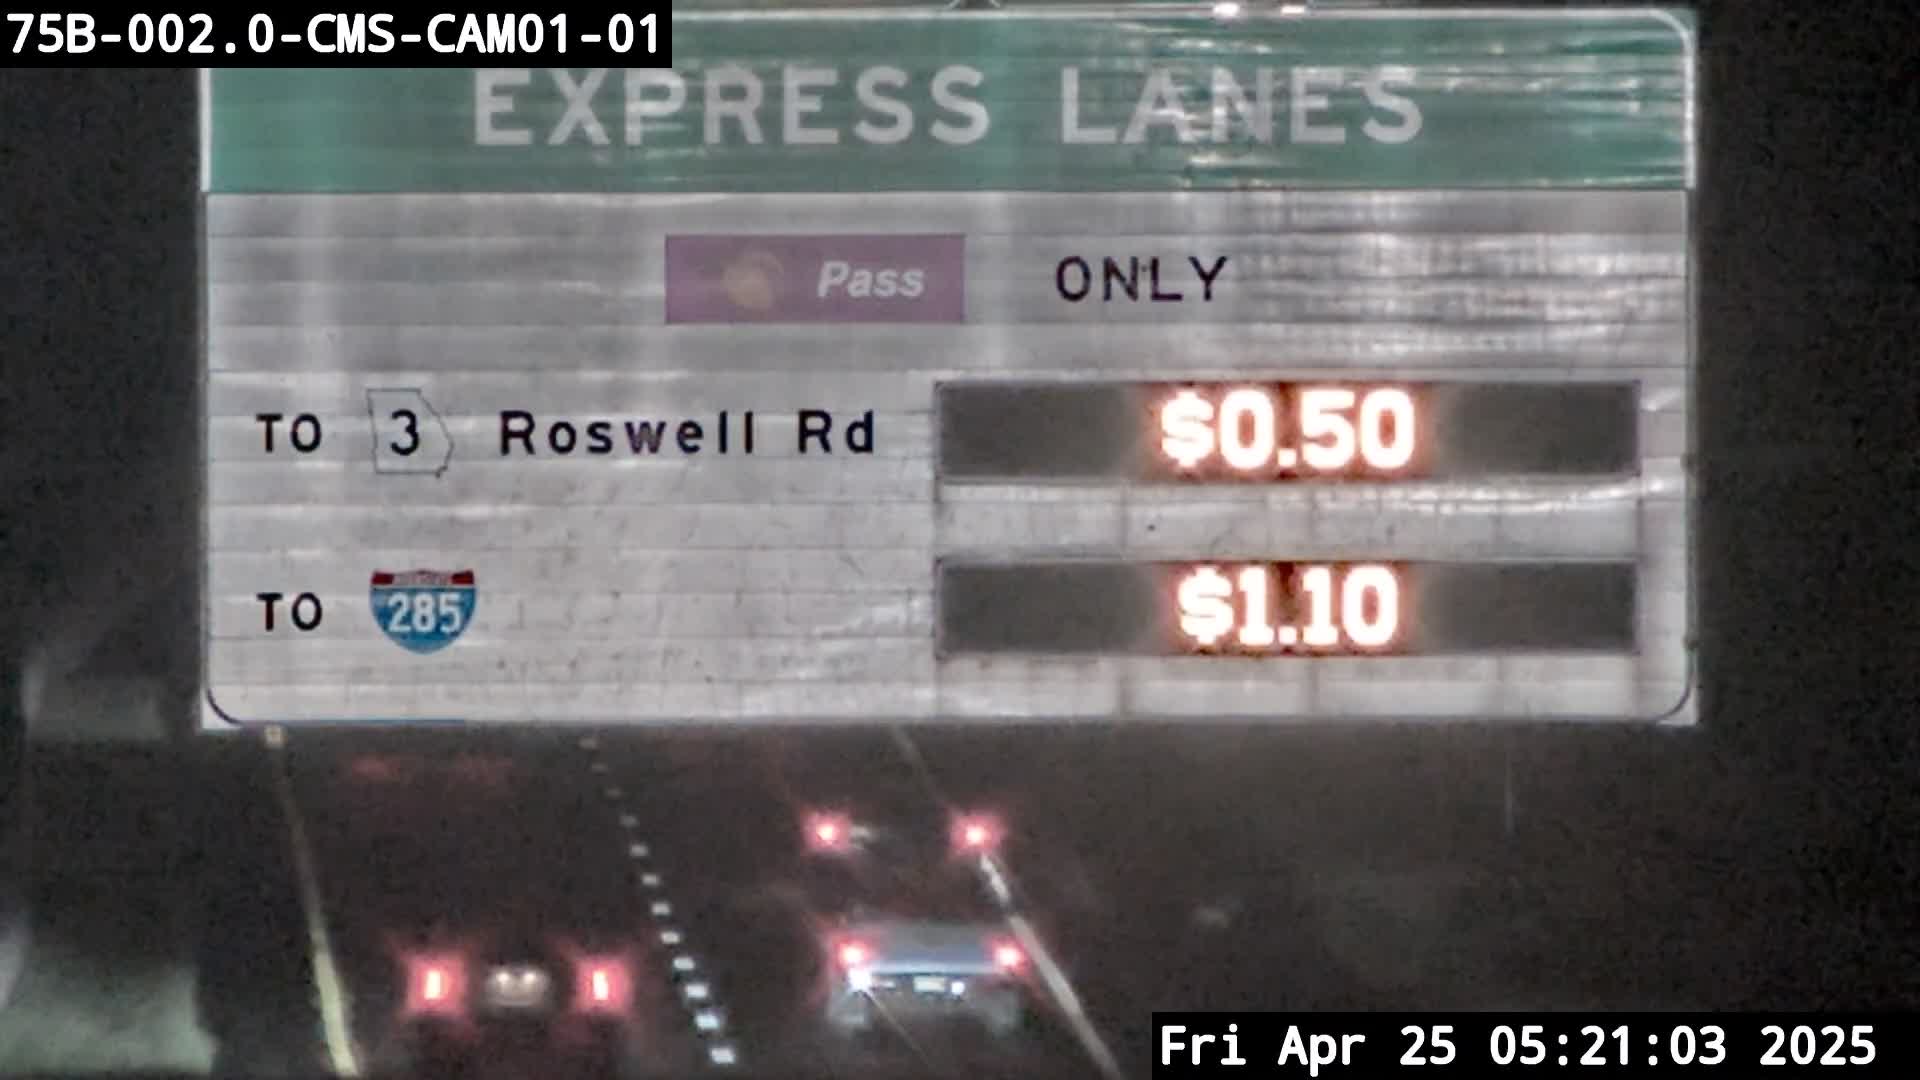 75B-002.0-CMS-CAM01-01
EXPRESS LANES
Pass ONLY
TO 3 Roswell Rd $0.50
TO 285 $1.10
Fri Apr 25 05:21:03 2025